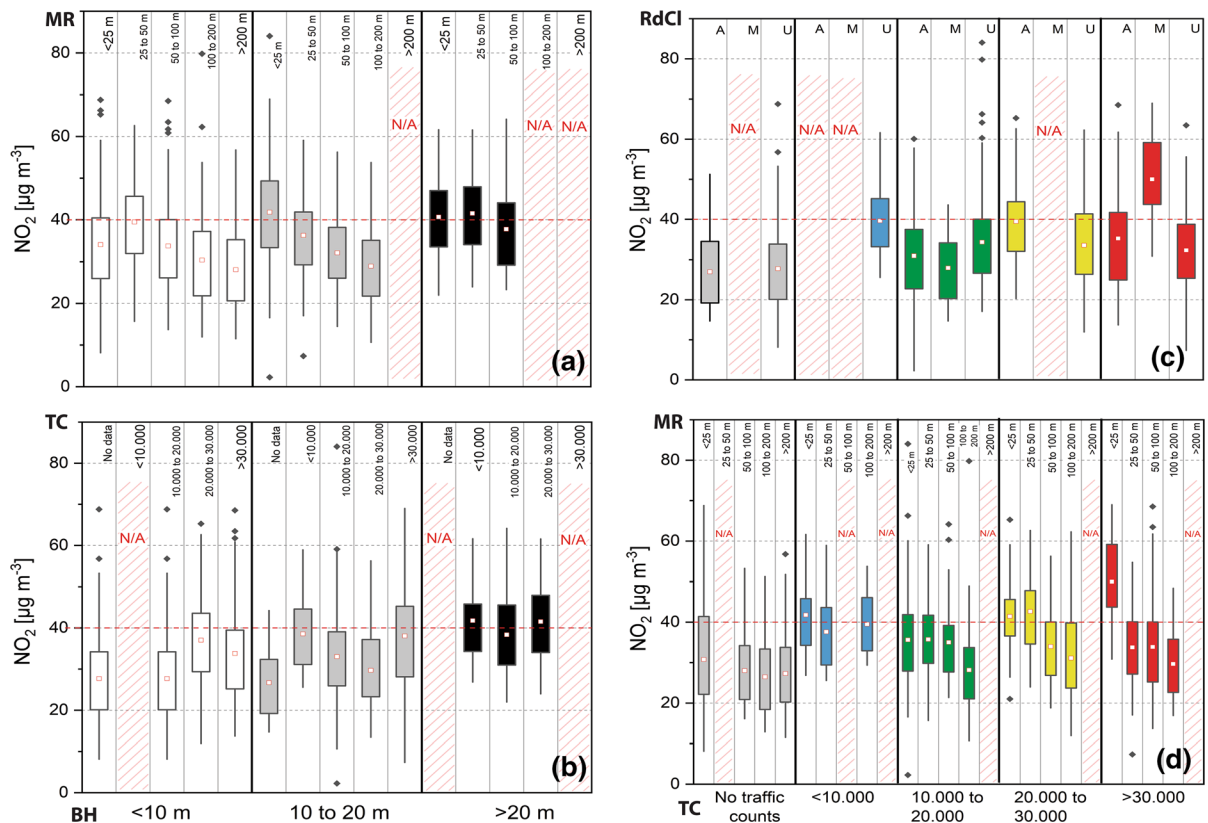 MR
<25 m
25 to 50 m
50 to 100 m
100 to 200 m
>200 m
<25 m
25 to 50 m
50 to 100 m
100 to 200 m
>200 m
<25 m
25 to 50 m
50 to 100 m
100 to 200 m
>200 m
80
60
40
20
0
NO2 [µg m-3]
N/A
N/A
N/A
(a)
RdCl
A
M
U
A
M
U
A
M
U
A
M
U
A
M
U
80
60
40
20
0
NO2 [µg m-3]
N/A
N/A
N/A
N/A
(c)
TC
No data
<10.000
10.000 to 20.000
20.000 to 30.000
>30.000
No data
<10.000
10.000 to 20.000
20.000 to 30.000
>30.000
No data
<10.000
10.000 to 20.000
20.000 to 30.000
>30.000
80
60
40
20
0
NO2 [µg m-3]
N/A
N/A
N/A
(b)
BH
<10 m
10 to 20 m
>20 m
MR
<25 m
25 to 50 m
50 to 100 m
100 to 200 m
>200 m
<25 m
25 to 50 m
50 to 100 m
100 to 200 m
>200 m
<25 m
25 to 50 m
50 to 100 m
100 to
200 m
>200 m
<25 m
25 to 50 m
50 to 100 m
100 to 200 m
>200 m
<25 m
25 to 50 m
50 to 100 m
100 to 200 m
>200 m
80
60
40
20
0
NO2 [µg m-3]
N/A
N/A
N/A
N/A
N/A
N/A
(d)
TC
No traffic
counts
<10.000
10.000 to
20.000
20.000 to
30.000
>30.000